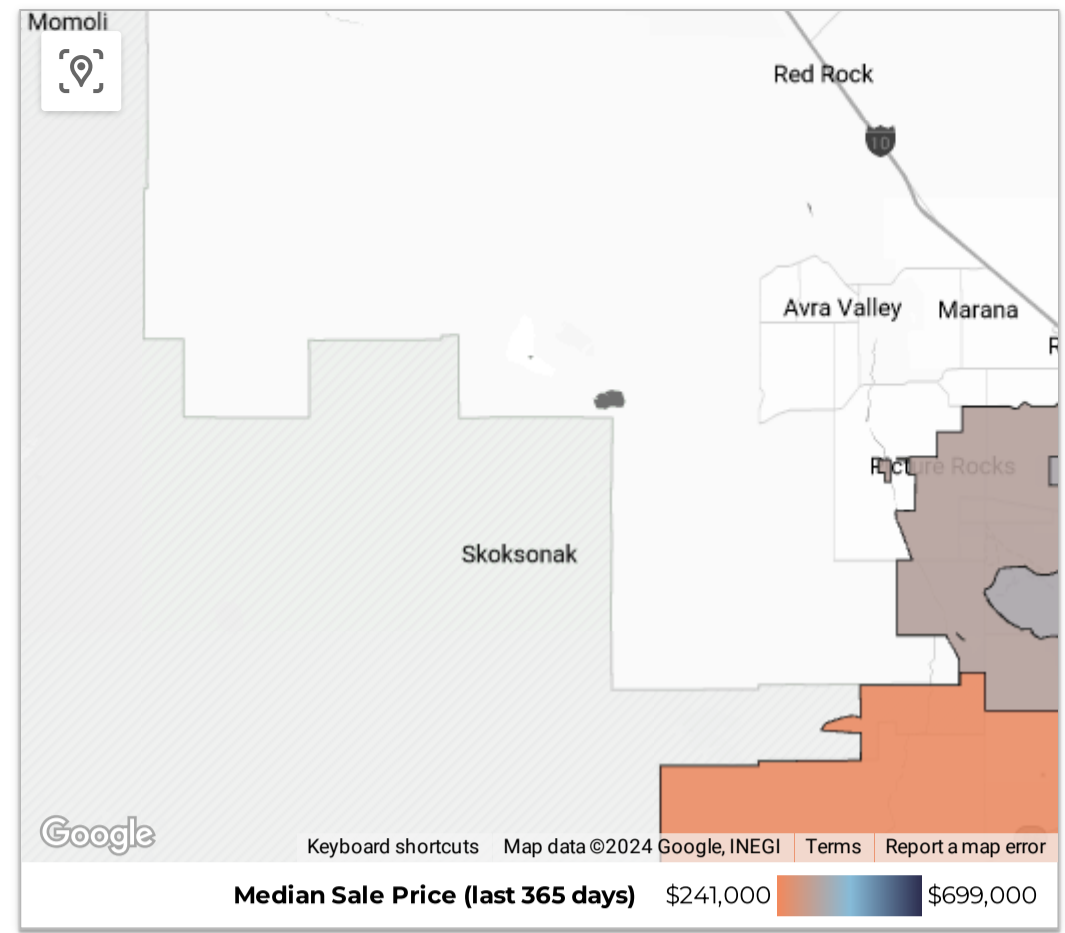 Momoli
Red Rock
10
Avra Valley
Marana
R
Picture Rocks
Skoksonak
Google
Keyboard shortcuts
Map data ©2024 Google, INEGI
Terms
Report a map error
Median Sale Price (last 365 days)
$241,000
$699,000